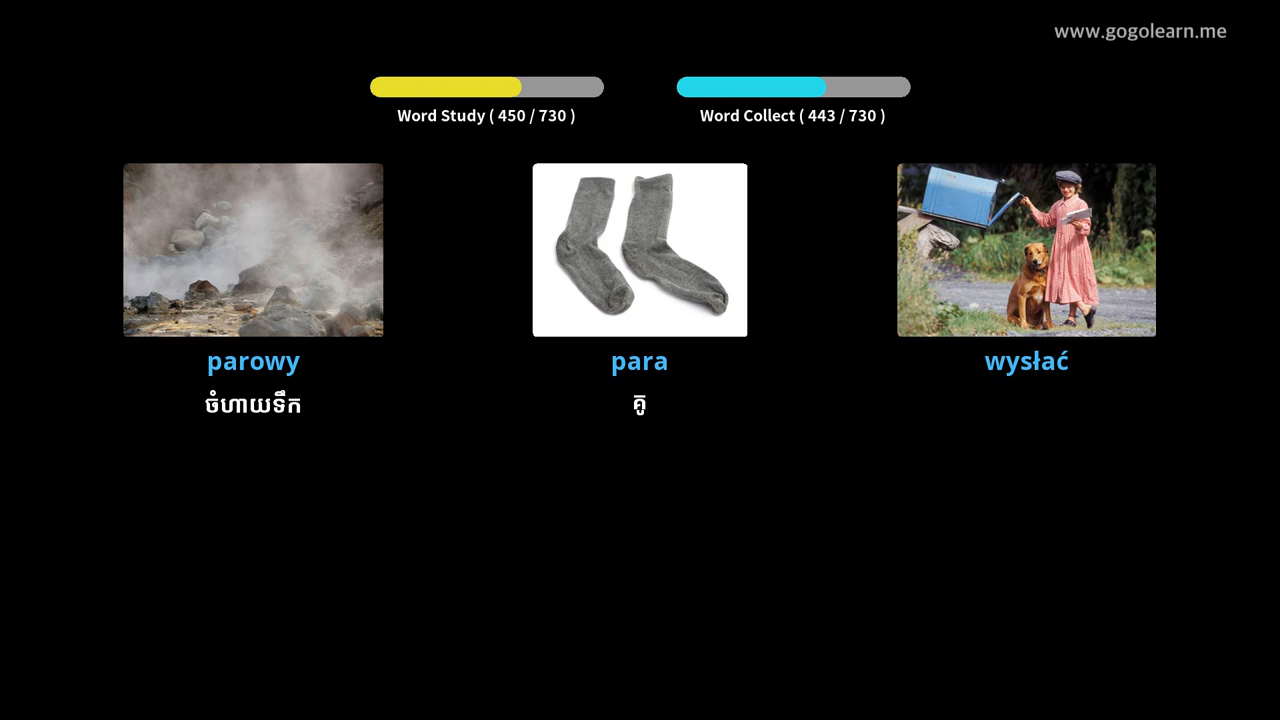 www.gogolearn.me
Word Study ( 450 / 730 )
Word Collect ( 443 / 730 )
parowy
para
wysłać
ចំហាយទឹក
គូ